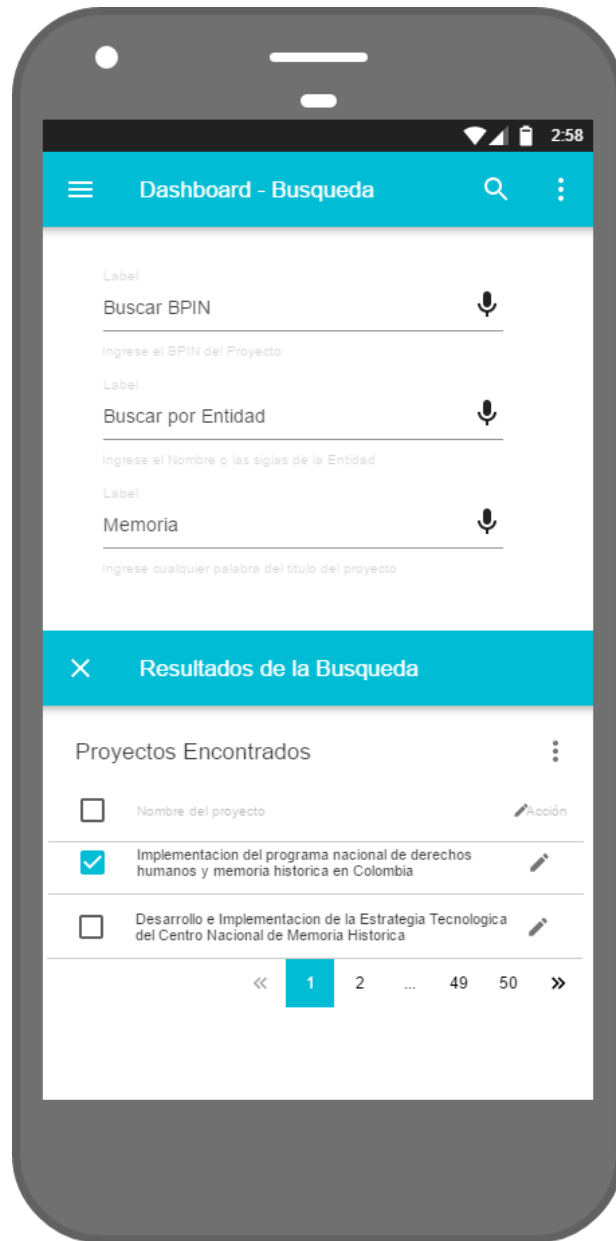 2:58
Dashboard - Busqueda
Label
Buscar BPIN
Ingrese el BPIN del Proyecto
Label
Buscar por Entidad
Ingrese el Nombre o las siglas de la Entidad
Label
Memoria
Ingrese cualquier palabra del titulo del proyecto
Resultados de la Busqueda
Proyectos Encontrados
Nombre del proyecto Acción
Implementacion del programa nacional de derechos
humanos y memoria historica en Colombia
Desarrollo e Implementacion de la Estrategia Tecnologica
del Centro Nacional de Memoria Historica
« 1 2 ... 49 50 »